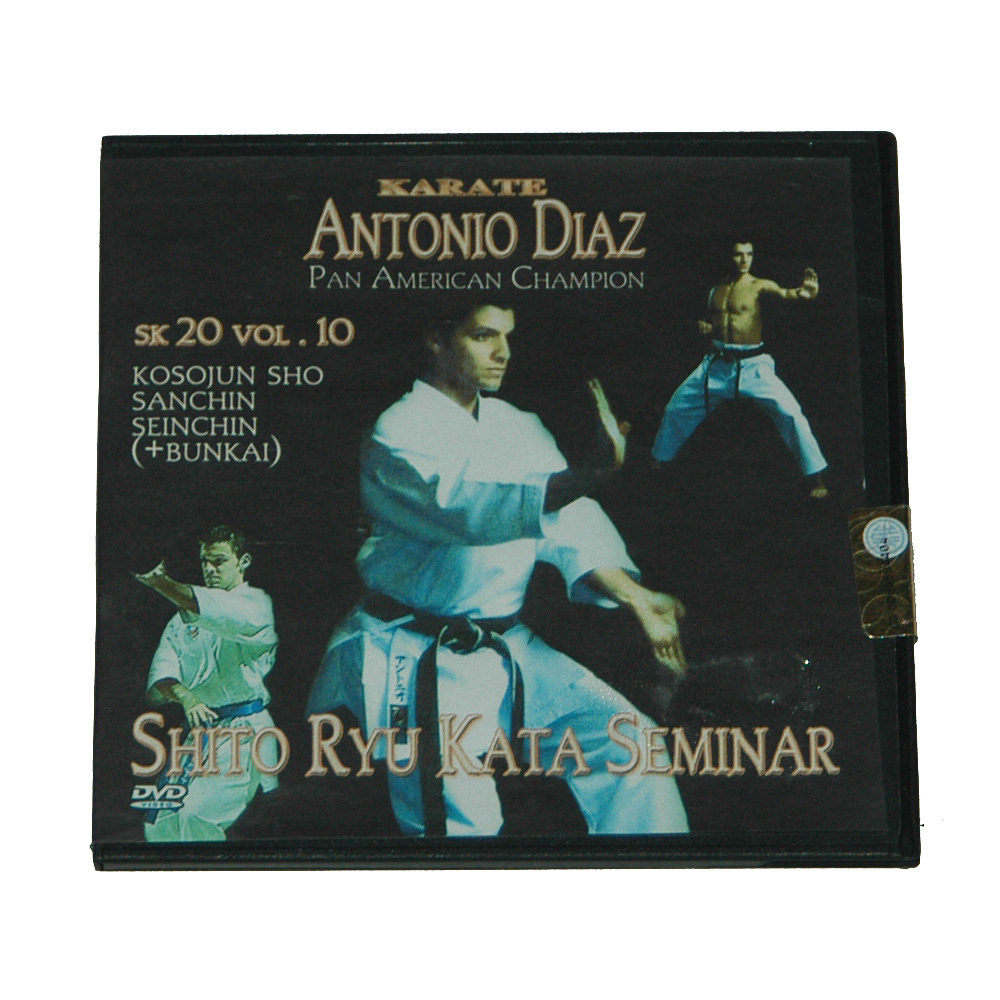 KARATE
ANTONIO DIAZ
PAN AMERICAN CHAMPION
SK 20 VOL. 10
KOSOJUN SHO
SANCHIN
SEINCHIN
(+BUNKAI)
SHITO RYU KATA SEMINAR
DVD
VIDEO